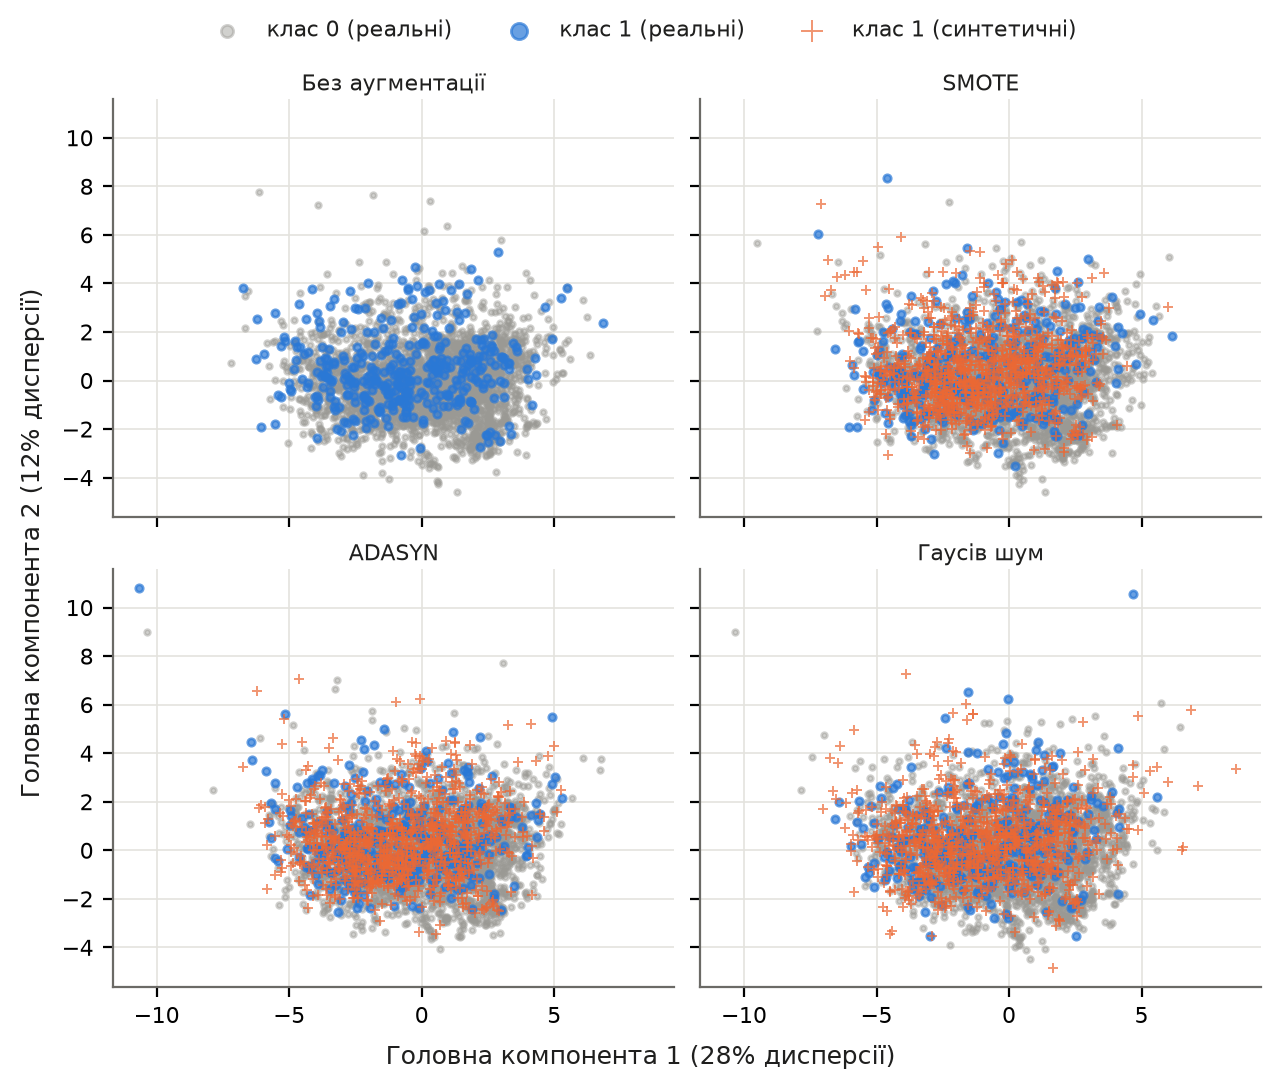 клас 0 (реальні) клас 1 (реальні) клас 1 (синтетичні)
Без аугментації SMOTE
10
8
6
4
2
0
−2
−4
ADASYN Гаусів шум
10
8
6
4
2
0
−2
−4
−10 −5 0 5 −10 −5 0 5
Головна компонента 2 (12% дисперсії)
Головна компонента 1 (28% дисперсії)